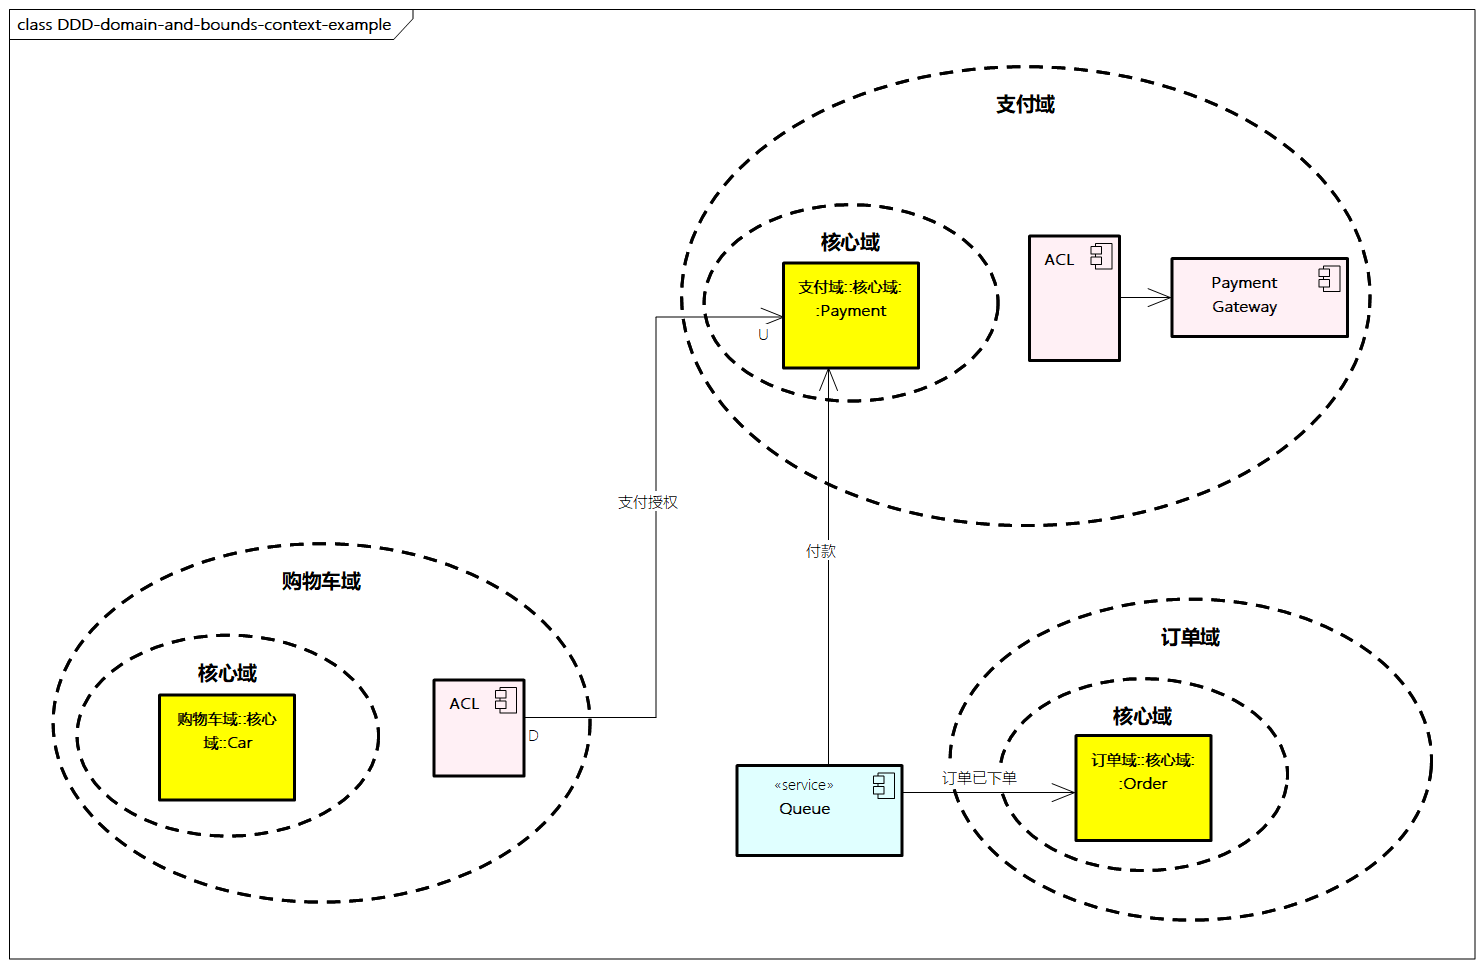 class DDD-domain-and-bounds-context-example
支付域
核心域
支付域::核心域:
:Payment
ACL
Payment
Gateway
U
支付授权
付款
购物车域
核心域
购物车域::核心
域::Car
ACL
D
订单域
核心域
订单域::核心域:
:Order
订单已下单
«service»
Queue